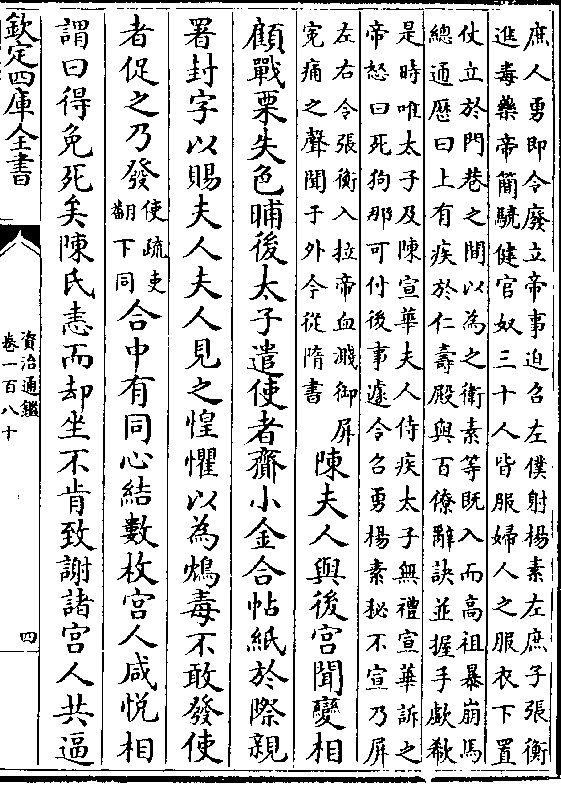 庶人勇即令廢立帝事迫召左僕射楊素左庶子張衡
進毒藥帝簡驍健官奴三十人皆服婦人之服衣下置
仗立於門巷之間以為之衛素等既入而高祖暴崩馬
總通歷曰上有疾於仁壽殿與百僚辭訣並握手歔欷
是時唯太子及陳宣華夫人侍疾太子無禮宣華訴之
帝怒曰死狗那可付後事遽令召勇楊素秘不宣乃屏
左右令張衡入拉帝血濺御屏
寃痛之聲聞于外今從隋書
陳夫人與後宮聞變相
顧戰栗失色晡後太子遣使者齎小金合帖紙於際親
署封字以賜夫人夫人見之惶懼以為鴆毒不敢發使
者促之乃發使疏吏翻下同合中有同心結數枚宮人咸悅相
謂曰得免死矣陳氏恚而却坐不肯致謝諸宮人共逼
欽定四庫全書
資治通鑑
卷一百八十
四